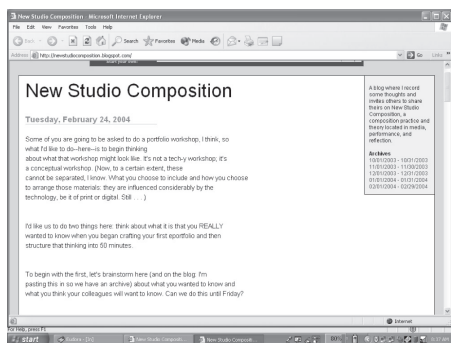 New Studio Composition - Microsoft Internet Explorer
File Edit View Favorites Tools Help
Back Search Favorites Media
Address http://newstudiocomposition.blogspot.com/ Go Links
New Studio Composition
Tuesday, February 24, 2004
Some of you are going to be asked to do a portfolio workshop, I think, so
what I'd like to do--here--is to begin thinking
about what that workshop might look like. It's not a tech-y workshop; it's
a conceptual workshop. (Now, to a certain extent, these
cannot be separated, I know. What you choose to include and how you choose
to arrange those materials: they are influenced considerably by the
technology, be it of print or digital. Still . . . .)
I'd like us to do two things here: think about what it is that you REALLY
wanted to know when you began crafting your first eportfolio and then
structure that thinking into 50 minutes.
To begin with the first, let's brainstorm here (and on the blog: I'm
pasting this in so we have an archive) about what you wanted to know and
what you think your colleagues will want to know. Can we do this until Friday?
A blog where I record
some thoughts and
invites others to share
theirs on New Studio
Composition, a
composition practice and
theory located in media,
performance, and
reflection.
Archives
10/01/2003 - 10/31/2003
11/01/2003 - 11/30/2003
12/01/2003 - 12/31/2003
01/01/2004 - 01/31/2004
02/01/2004 - 02/29/2004
Internet
For Help, press F1
start Eudora - [In] New Studio Composit... New Studio Composit... 80% 8:37 AM